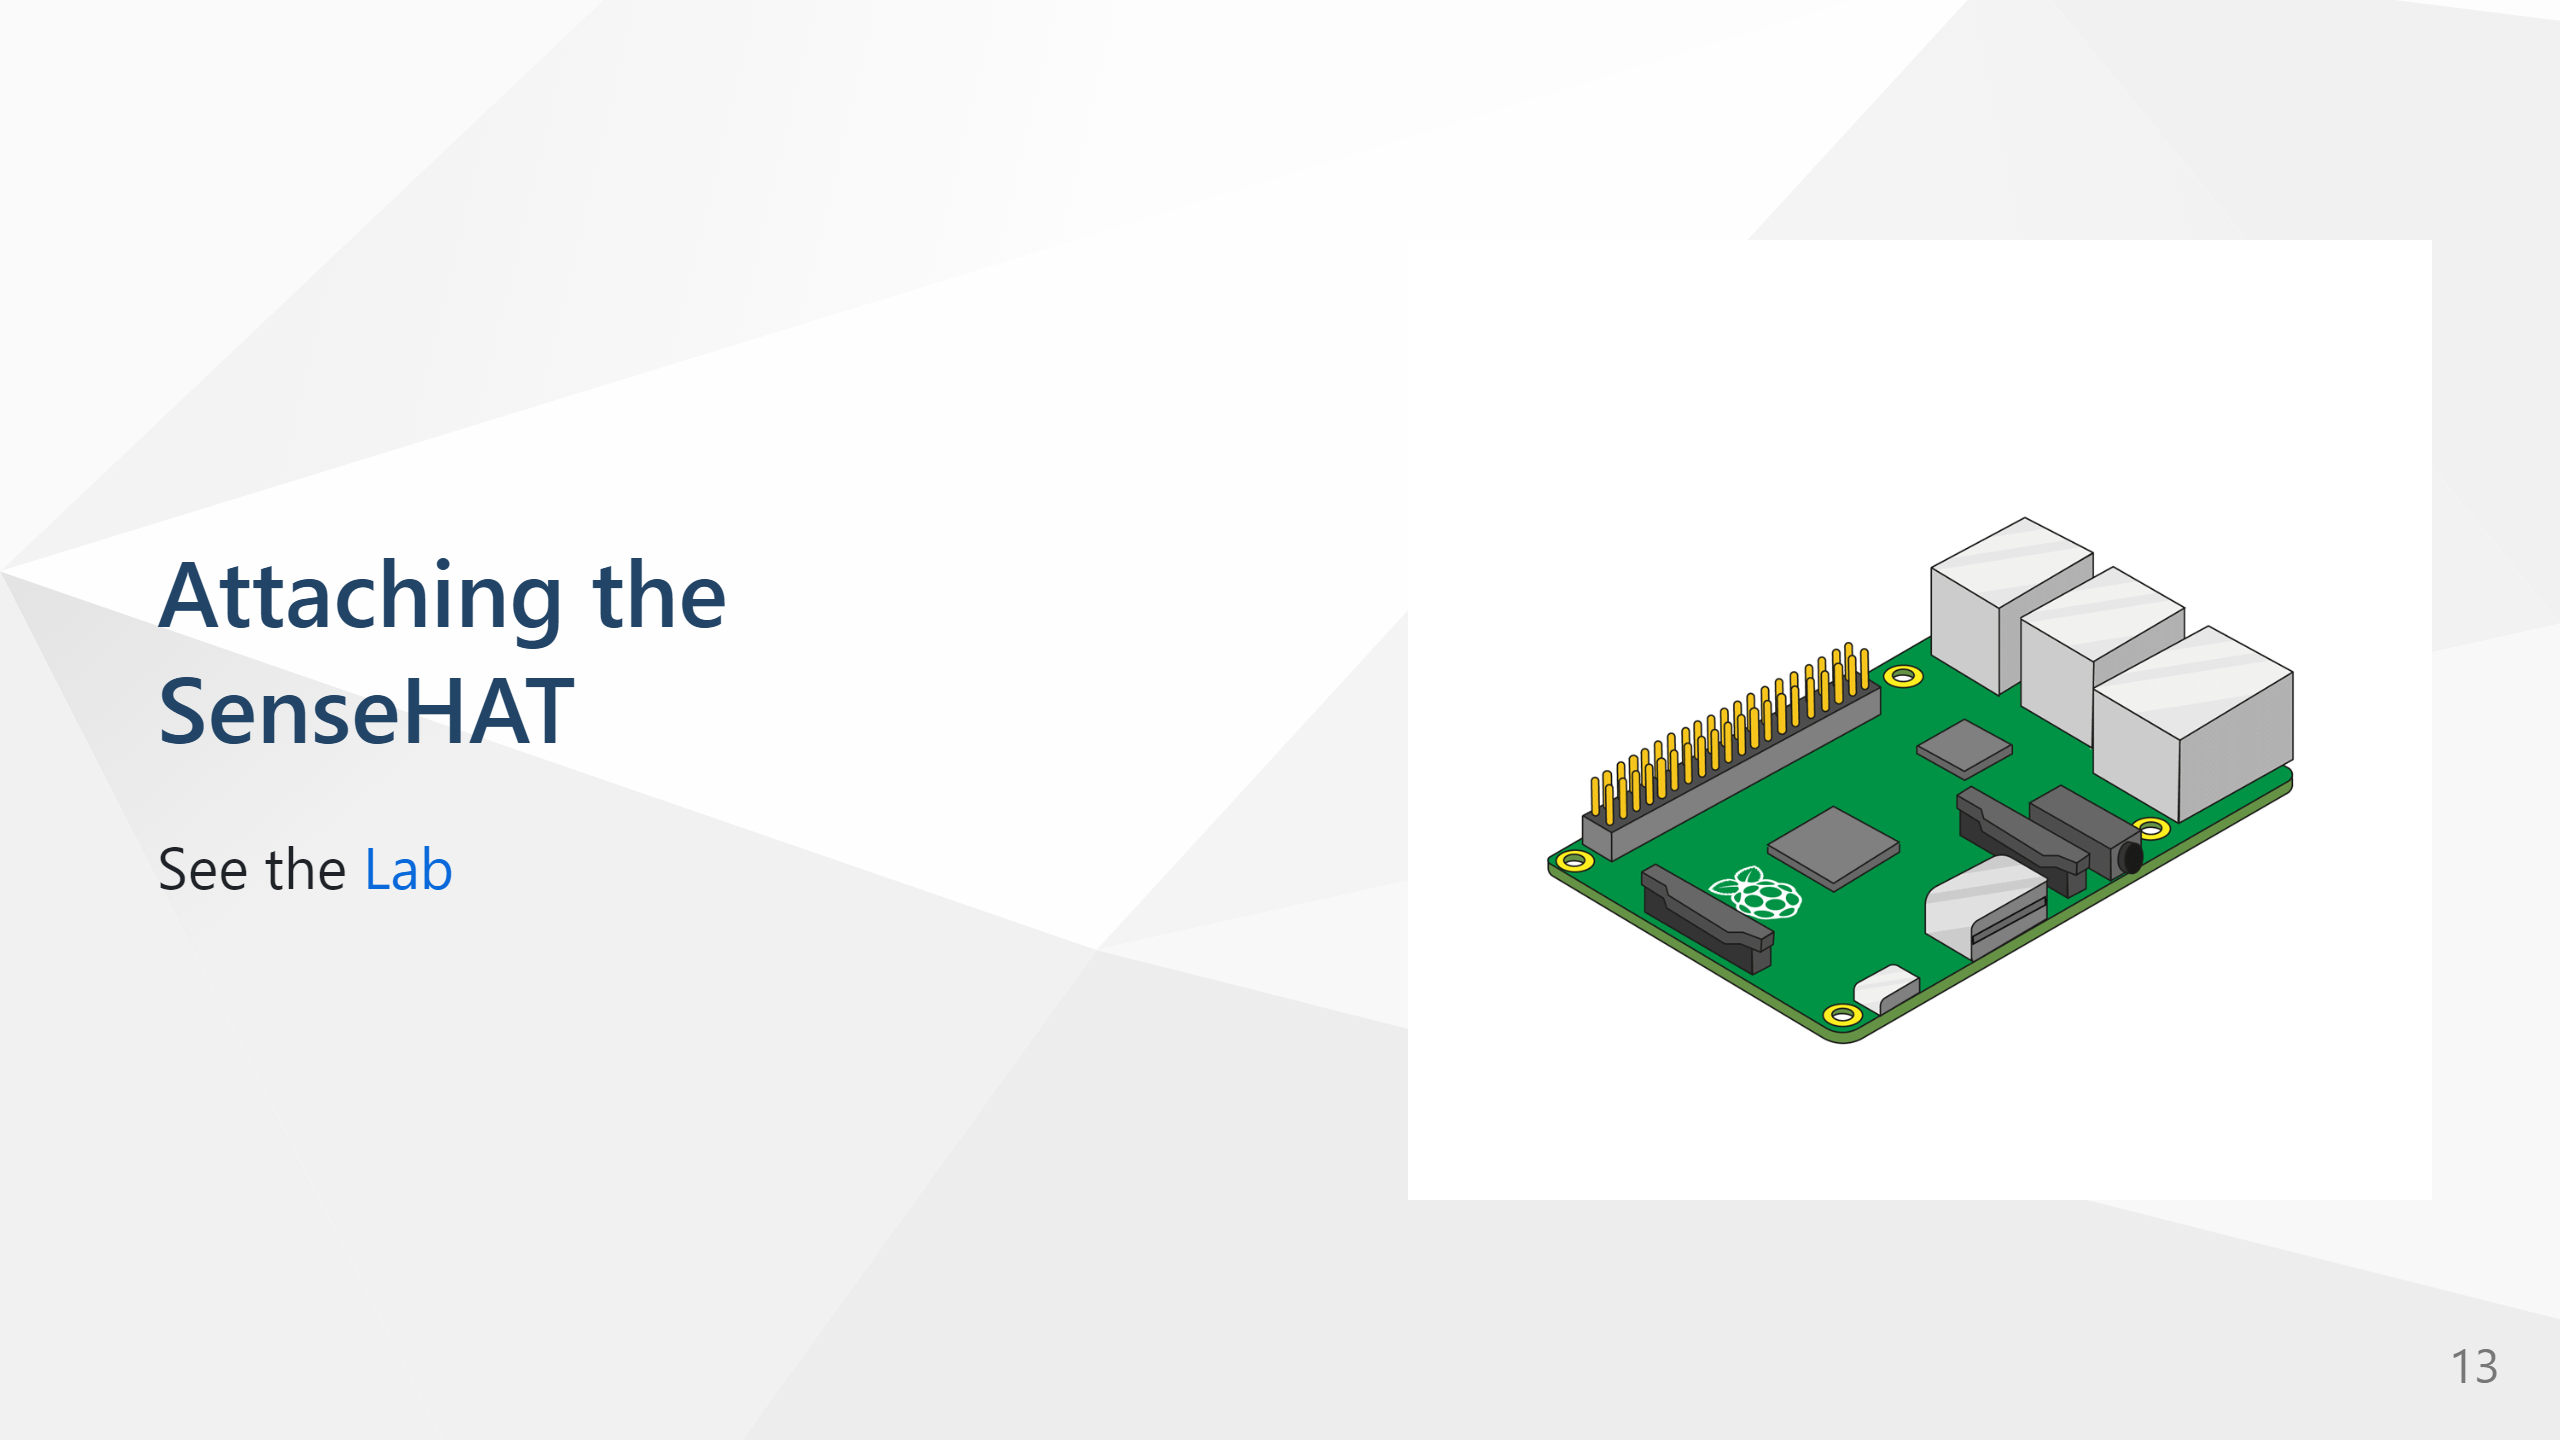 Attaching the
SenseHAT
See the Lab
13